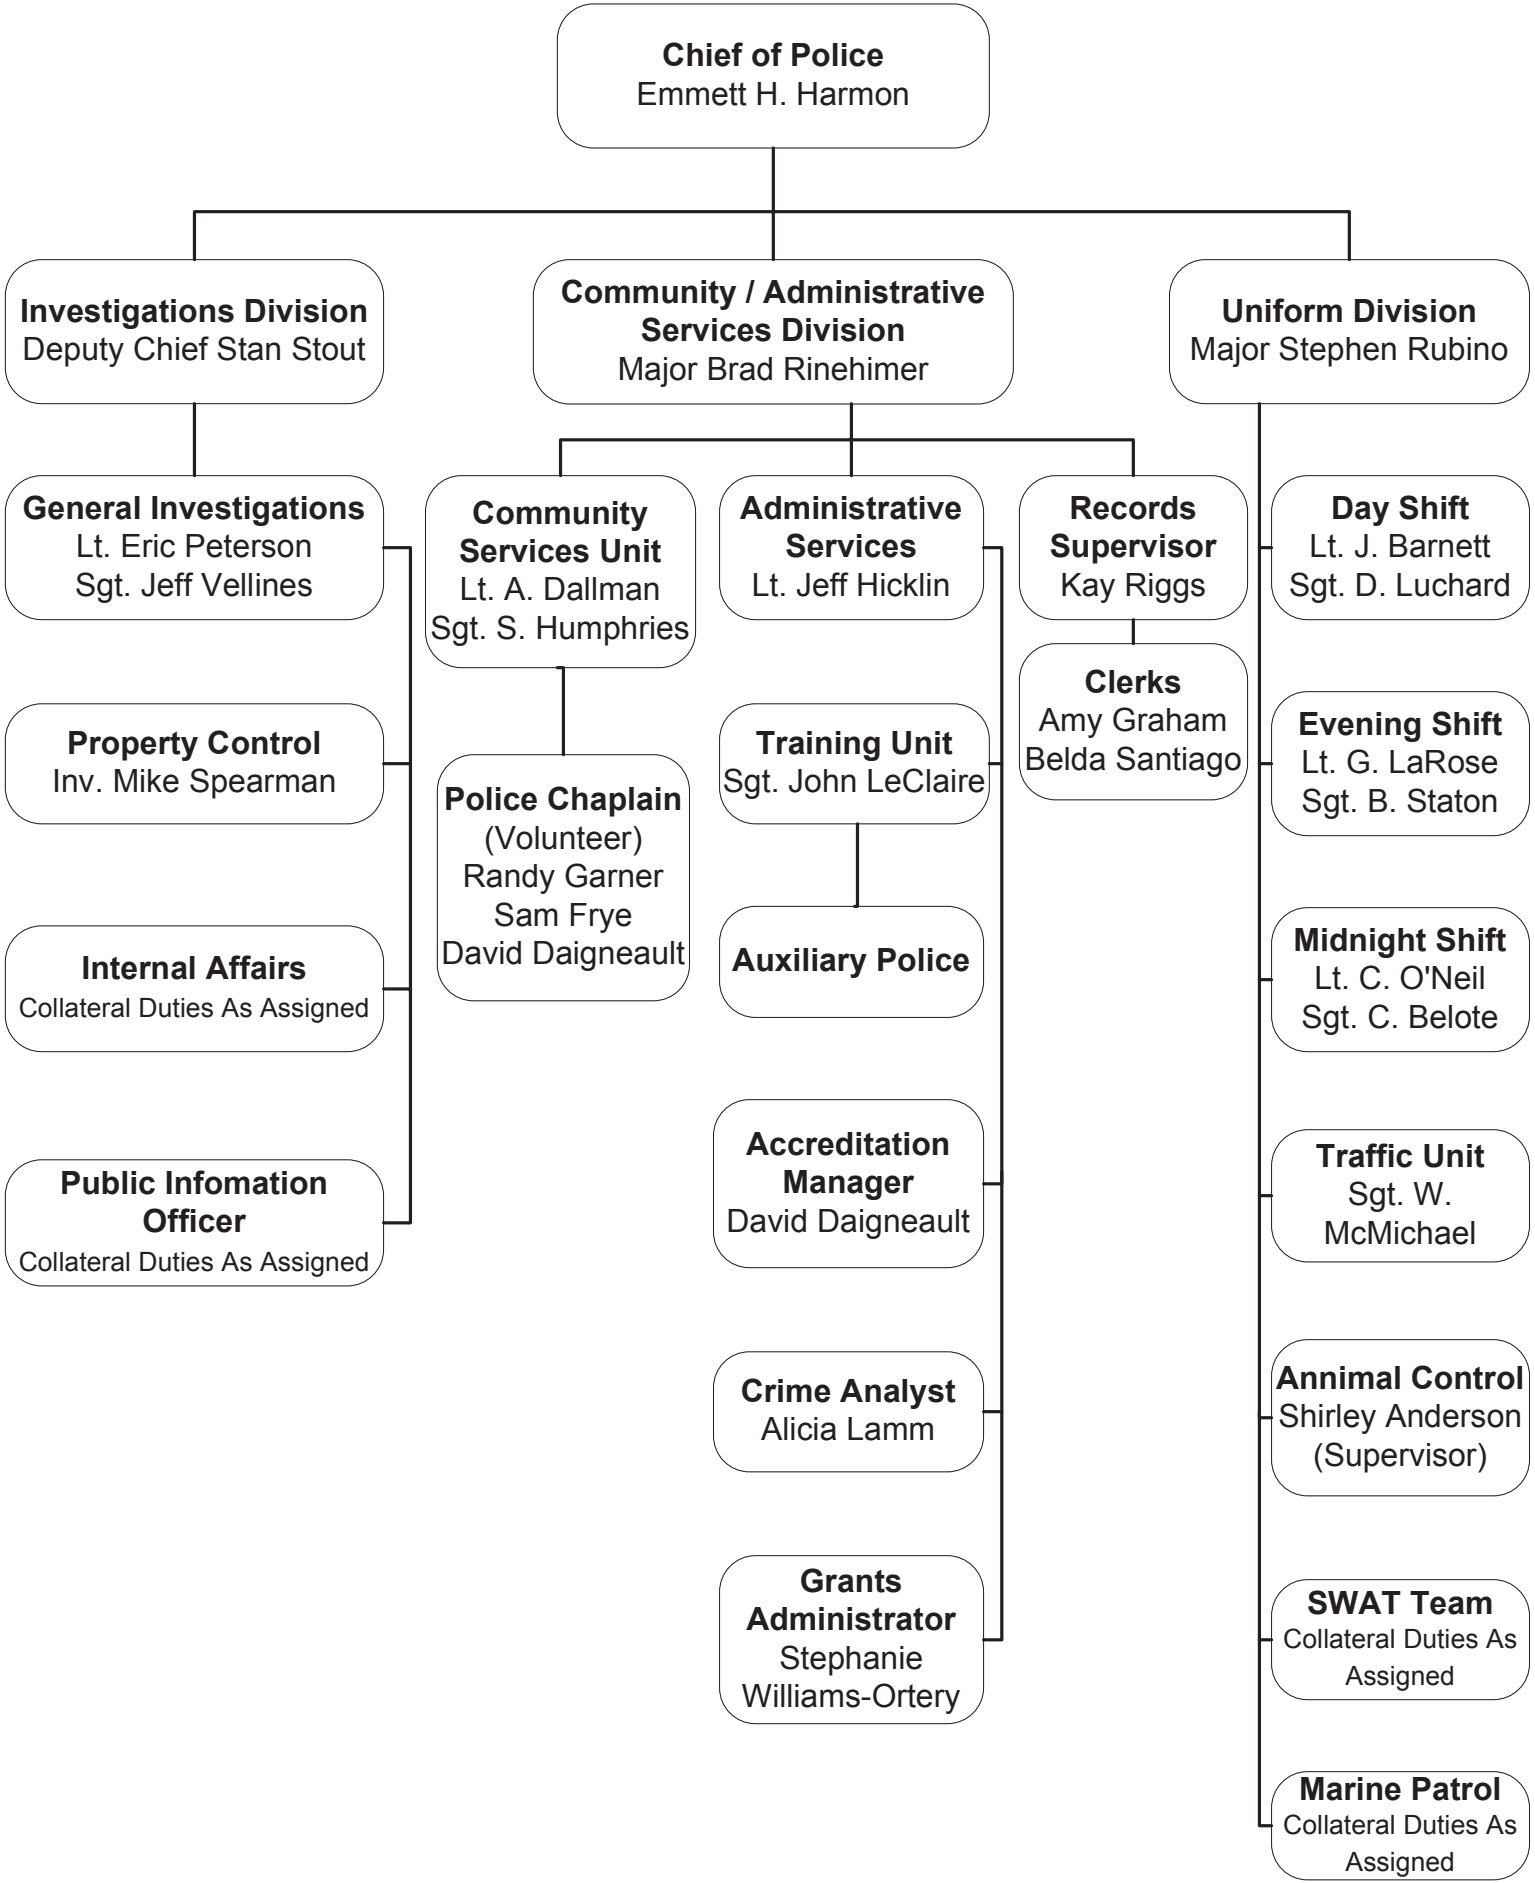 Chief of Police
Emmett H. Harmon
Investigations Division
Deputy Chief Stan Stout
Community / Administrative
Services Division
Major Brad Rinehimer
Uniform Division
Major Stephen Rubino
General Investigations
Lt. Eric Peterson
Sgt. Jeff Vellines
Community
Services Unit
Lt. A. Dallman
Sgt. S. Humphries
Administrative
Services
Lt. Jeff Hicklin
Records
Supervisor
Kay Riggs
Day Shift
Lt. J. Barnett
Sgt. D. Luchard
Clerks
Amy Graham
Belda Santiago
Property Control
Inv. Mike Spearman
Training Unit
Sgt. John LeClaire
Evening Shift
Lt. G. LaRose
Sgt. B. Staton
Police Chaplain
(Volunteer)
Randy Garner
Sam Frye
David Daigneault
Internal Affairs
Collateral Duties As Assigned
Auxiliary Police
Midnight Shift
Lt. C. O'Neil
Sgt. C. Belote
Public Infomation
Officer
Collateral Duties As Assigned
Accreditation
Manager
David Daigneault
Traffic Unit
Sgt. W.
McMichael
Crime Analyst
Alicia Lamm
Annimal Control
Shirley Anderson
(Supervisor)
Grants
Administrator
Stephanie
Williams-Ortery
SWAT Team
Collateral Duties As
Assigned
Marine Patrol
Collateral Duties As
Assigned